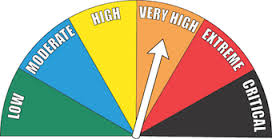 LOW
MODERATE
HIGH
VERY HIGH
EXTREME
CRITICAL